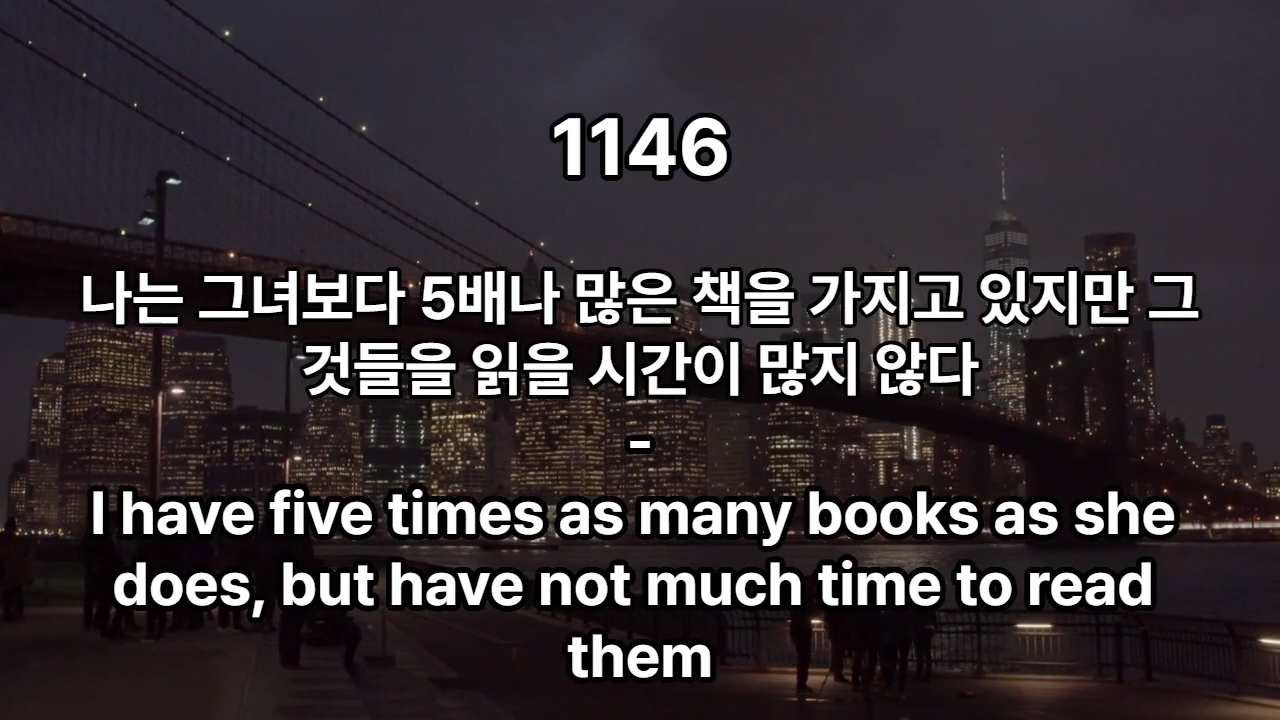 1146
나는 그녀보다 5배나 많은 책을 가지고 있지만 그
것들을 읽을 시간이 많지 않다
-
I have five times as many books as she
does, but have not much time to read
them